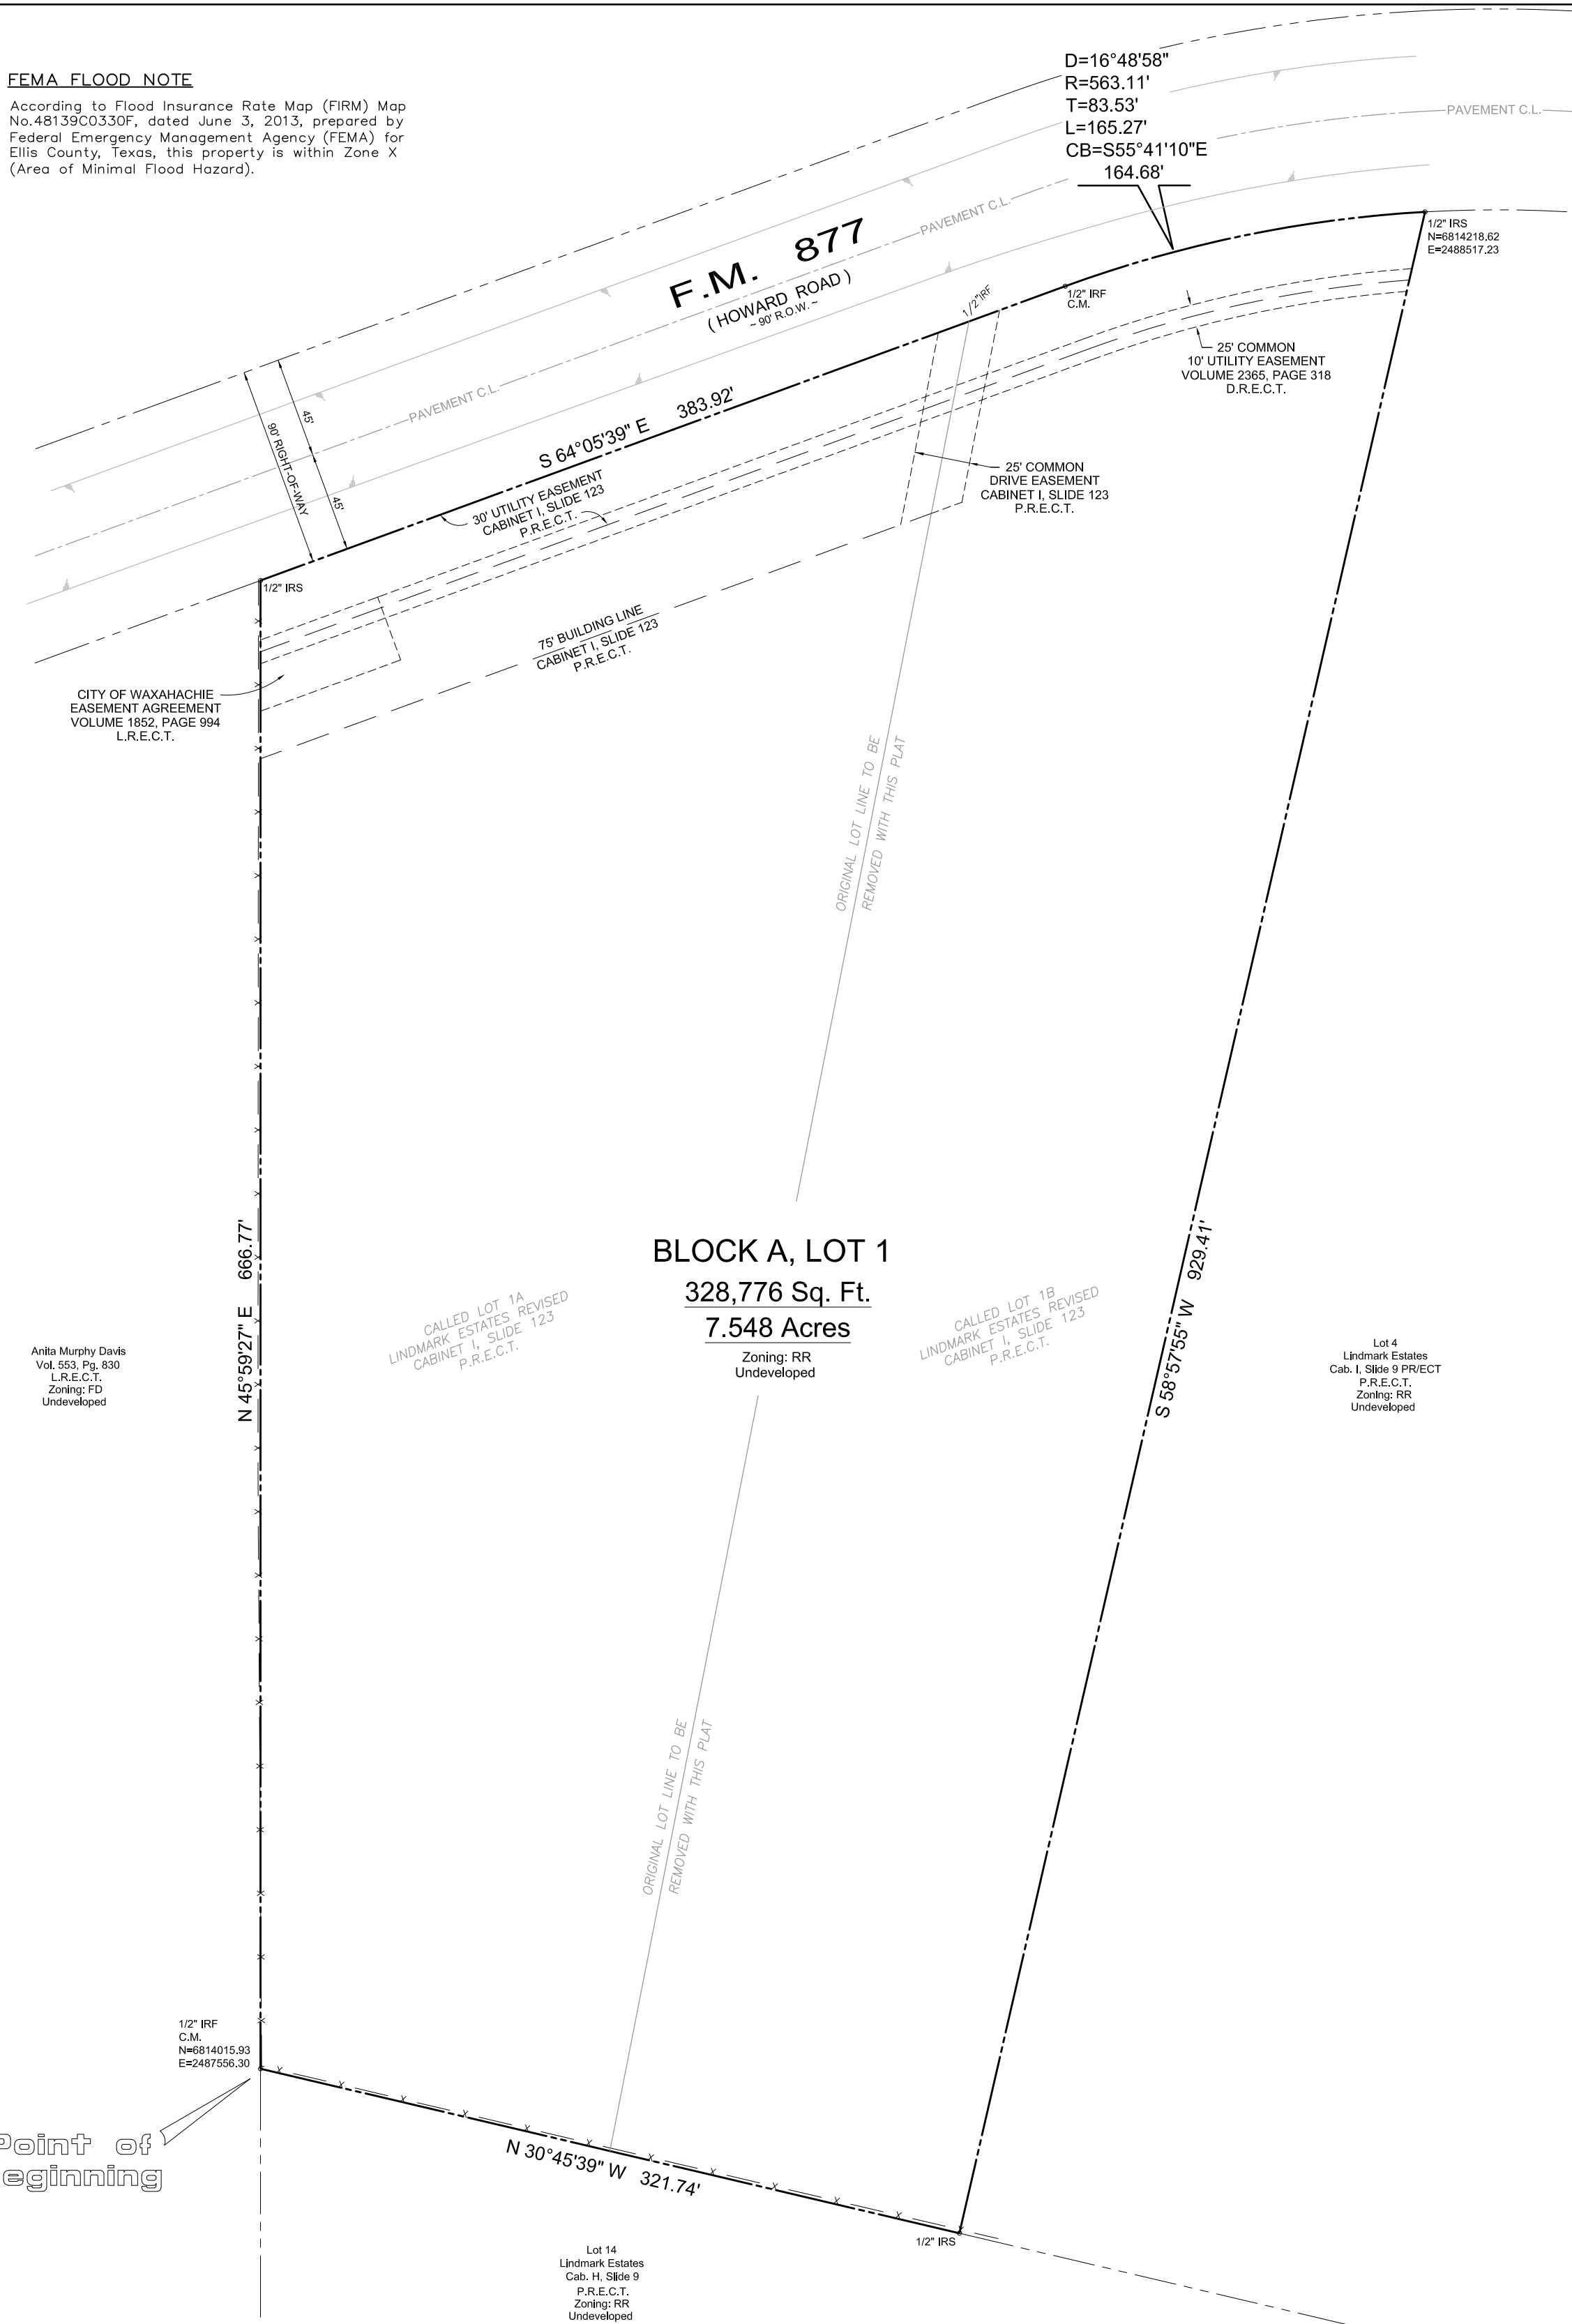 FEMA FLOOD NOTE
According to Flood Insurance Rate Map (FIRM) Map
No.48139C0330F, dated June 3, 2013, prepared by
Federal Emergency Management Agency (FEMA) for
Ellis County, Texas, this property is within Zone X
(Area of Minimal Flood Hazard).
D=16°48'58"
R=563.11'
T=83.53'
L=165.27'
CB=S55°41'10"E
164.68'
PAVEMENT C.L.
PAVEMENT C.L.
PAVEMENT C.L.
F.M. 877
( HOWARD ROAD )
~ 90' R.O.W. ~
1/2" IRS
N=6814218.62
E=2488517.23
1/2" IRF
C.M.
1/2"IRF
25' COMMON
10' UTILITY EASEMENT
VOLUME 2365, PAGE 318
D.R.E.C.T.
45'
90' RIGHT-OF-WAY
45'
S 64°05'39" E 383.92'
30' UTILITY EASEMENT
CABINET I, SLIDE 123
P.R.E.C.T.
25' COMMON
DRIVE EASEMENT
CABINET I, SLIDE 123
P.R.E.C.T.
1/2" IRS
75' BUILDING LINE
CABINET I, SLIDE 123
P.R.E.C.T.
CITY OF WAXAHACHIE
EASEMENT AGREEMENT
VOLUME 1852, PAGE 994
L.R.E.C.T.
ORIGINAL LOT LINE TO BE
REMOVED WITH THIS PLAT
N 45°59'27" E 666.77'
BLOCK A, LOT 1
328,776 Sq. Ft.
7.548 Acres
Zoning: RR
Undeveloped
CALLED LOT 1A
LINDMARK ESTATES REVISED
CABINET I, SLIDE 123
P.R.E.C.T.
CALLED LOT 1B
LINDMARK ESTATES REVISED
CABINET I, SLIDE 123
P.R.E.C.T.
S 58°57'55" W 929.41'
Anita Murphy Davis
Vol. 553, Pg. 830
L.R.E.C.T.
Zoning: FD
Undeveloped
Lot 4
Lindmark Estates
Cab. I, Slide 9 PR/ECT
P.R.E.C.T.
Zoning: RR
Undeveloped
ORIGINAL LOT LINE TO BE
REMOVED WITH THIS PLAT
1/2" IRF
C.M.
N=6814015.93
E=2487556.30
Point of
eginning
N 30°45'39" W 321.74'
1/2" IRS
Lot 14
Lindmark Estates
Cab. H, Slide 9
P.R.E.C.T.
Zoning: RR
Undeveloped